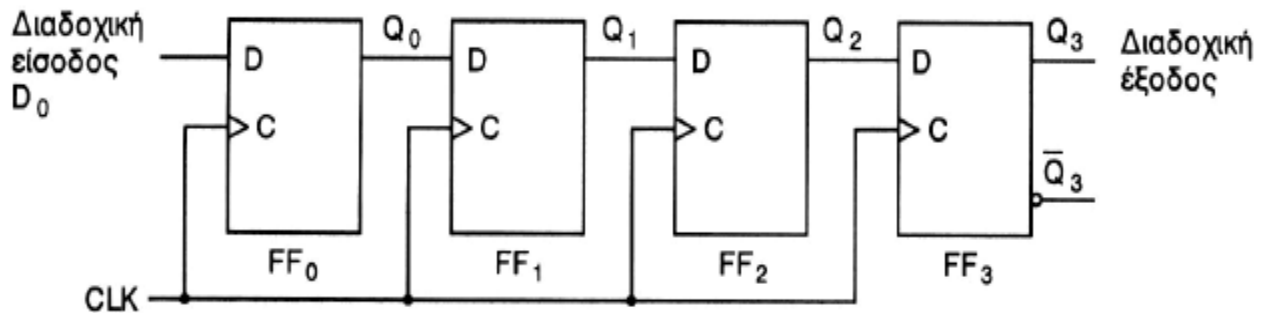 Διαδοχική
είσοδος
D₀
Q₀
Q₁
Q₂
Q₃
Διαδοχική
έξοδος
D
D
D
D
C
C
C
C
Q̅₃
FF₀
FF₁
FF₂
FF₃
CLK